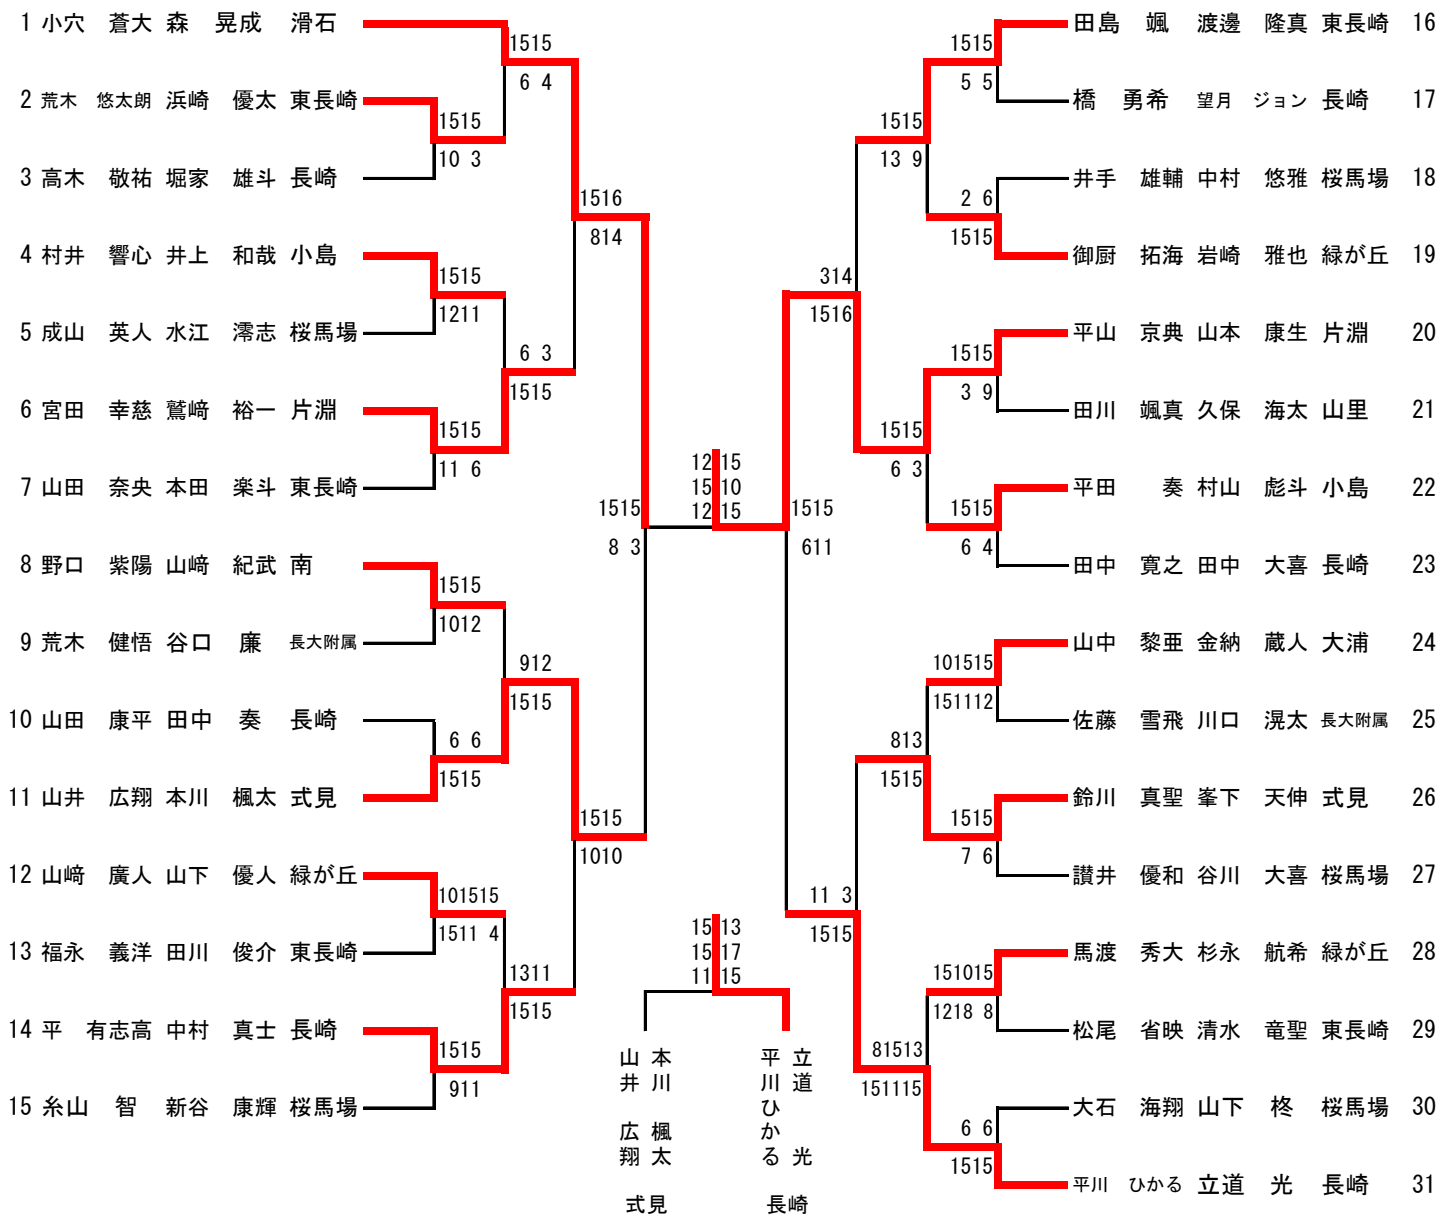 1 小穴 蒼大 森 晃成 滑石
1515
6 4
2 荒木 悠太朗 浜崎 優太 東長崎
1515
10 3
3 高木 敬祐 堀家 雄斗 長崎
1516
814
4 村井 響心 井上 和哉 小島
1515
1211
5 成山 英人 水江 澪志 桜馬場
6 3
1515
6 宮田 幸慈 鷲﨑 裕一 片淵
1515
11 6
7 山田 奈央 本田 楽斗 東長崎
1515
8 3
8 野口 紫陽 山﨑 紀武 南
1515
1012
9 荒木 健悟 谷口 廉 長大附属
912
1515
10 山田 康平 田中 奏 長崎
6 6
1515
11 山井 広翔 本川 楓太 式見
1515
1010
12 山﨑 廣人 山下 優人 緑が丘
101515
1511 4
13 福永 義洋 田川 俊介 東長崎
1311
1515
14 平 有志高 中村 真士 長崎
1515
911
15 糸山 智 新谷 康輝 桜馬場
12 15
15 10
12 15
15 13
15 17
11 15
山井 広翔
本川 楓太
式見
平川ひかる
立道 光
長崎
田島 颯 渡邊 隆真 東長崎 16
1515
5 5
橋 勇希 望月 ジョン 長崎 17
1515
13 9
井手 雄輔 中村 悠雅 桜馬場 18
2 6
1515
御厨 拓海 岩崎 雅也 緑が丘 19
314
1516
平山 京典 山本 康生 片淵 20
1515
3 9
田川 颯真 久保 海太 山里 21
1515
6 3
平田 奏 村山 彪斗 小島 22
1515
6 4
田中 寛之 田中 大喜 長崎 23
1515
611
山中 黎亜 金納 蔵人 大浦 24
101515
151112
佐藤 雪飛 川口 滉太 長大附属 25
813
1515
鈴川 真聖 峯下 天伸 式見 26
1515
7 6
讃井 優和 谷川 大喜 桜馬場 27
11 3
1515
馬渡 秀大 杉永 航希 緑が丘 28
151015
1218 8
松尾 省映 清水 竜聖 東長崎 29
81513
151115
大石 海翔 山下 柊 桜馬場 30
6 6
1515
平川 ひかる 立道 光 長崎 31